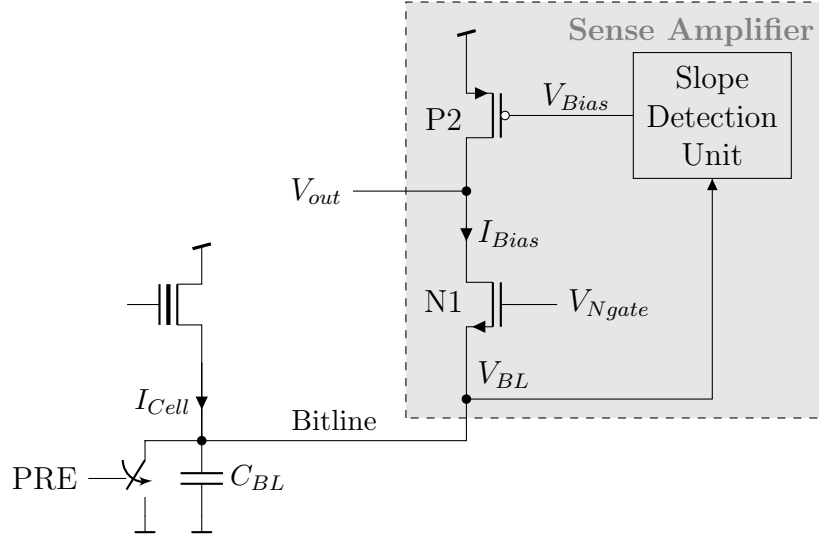 Sense Amplifier
Slope
Detection
Unit
V_Bias
P2
V_out
I_Bias
N1
V_Ngate
V_BL
I_Cell
Bitline
PRE
C_BL